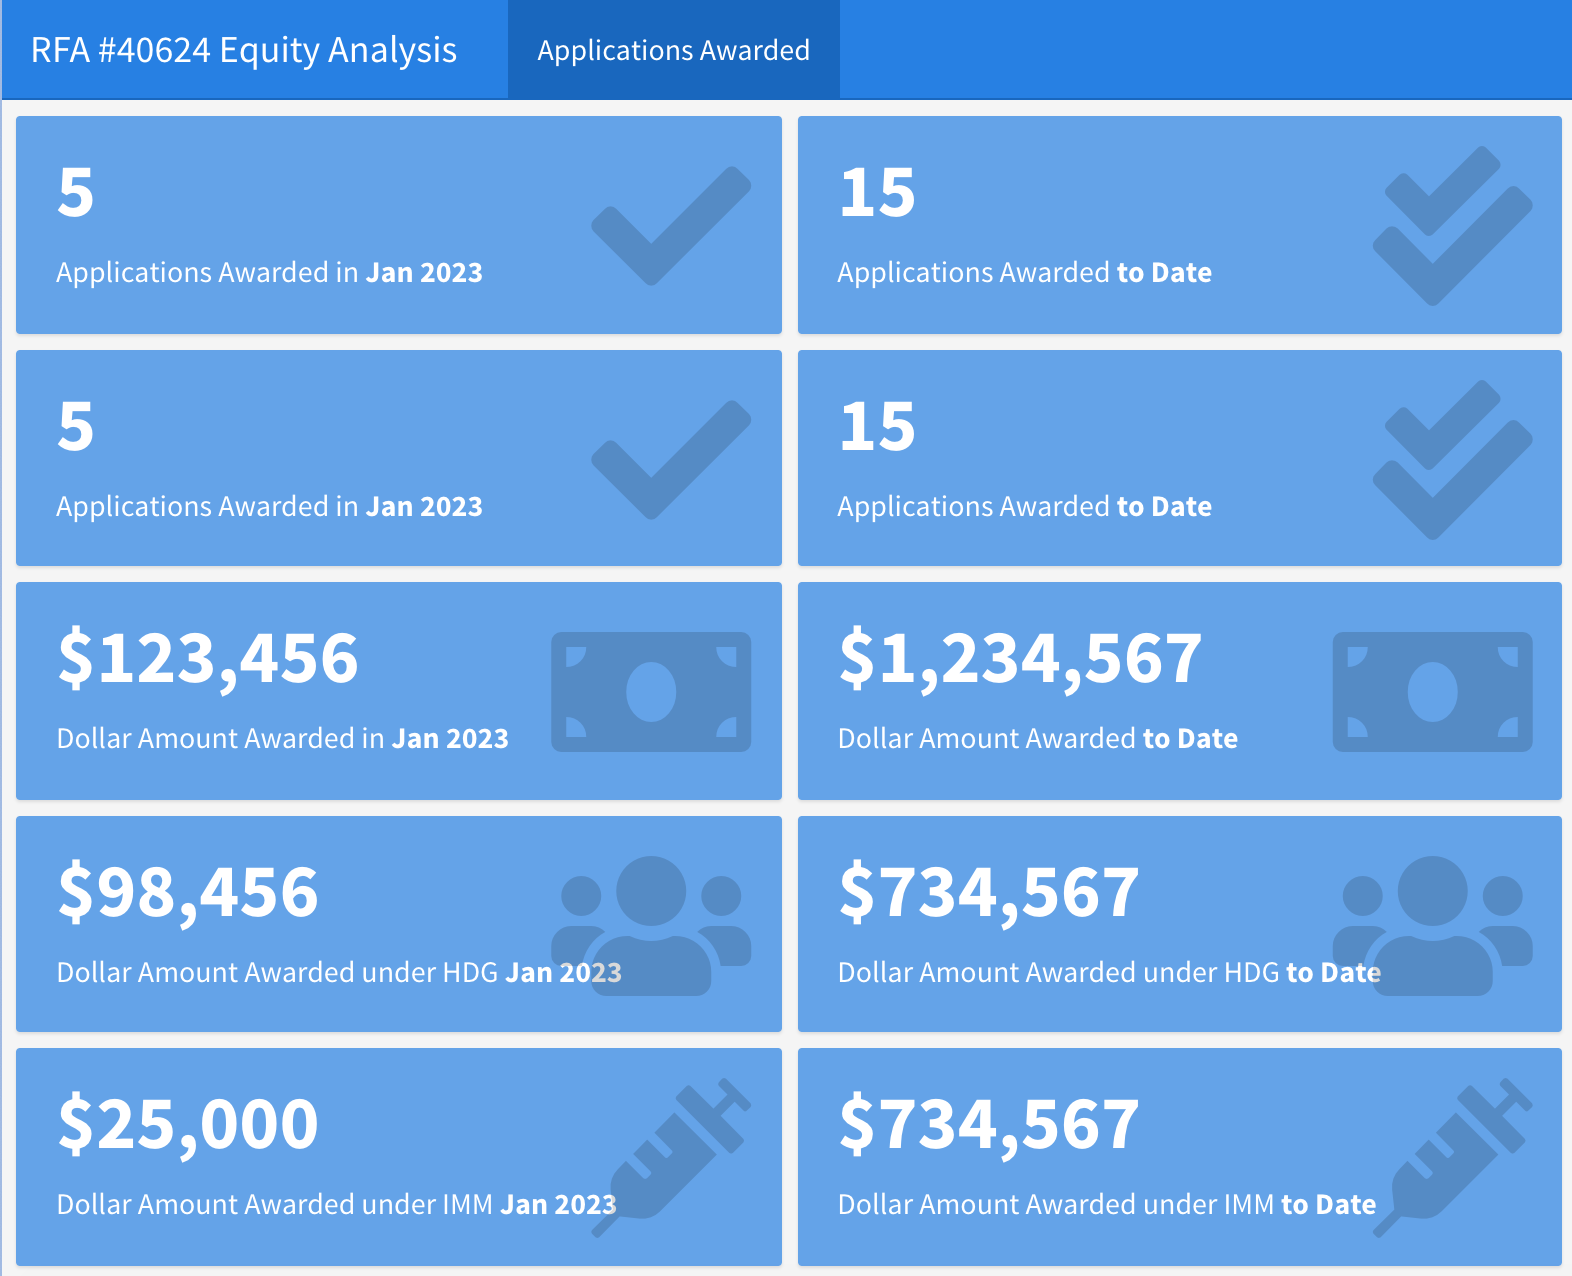 RFA #40624 Equity Analysis
Applications Awarded
5
Applications Awarded in Jan 2023
15
Applications Awarded to Date
5
Applications Awarded in Jan 2023
15
Applications Awarded to Date
$123,456
Dollar Amount Awarded in Jan 2023
$1,234,567
Dollar Amount Awarded to Date
$98,456
Dollar Amount Awarded under HDG Jan 2023
$734,567
Dollar Amount Awarded under HDG to Date
$25,000
Dollar Amount Awarded under IMM Jan 2023
$734,567
Dollar Amount Awarded under IMM to Date